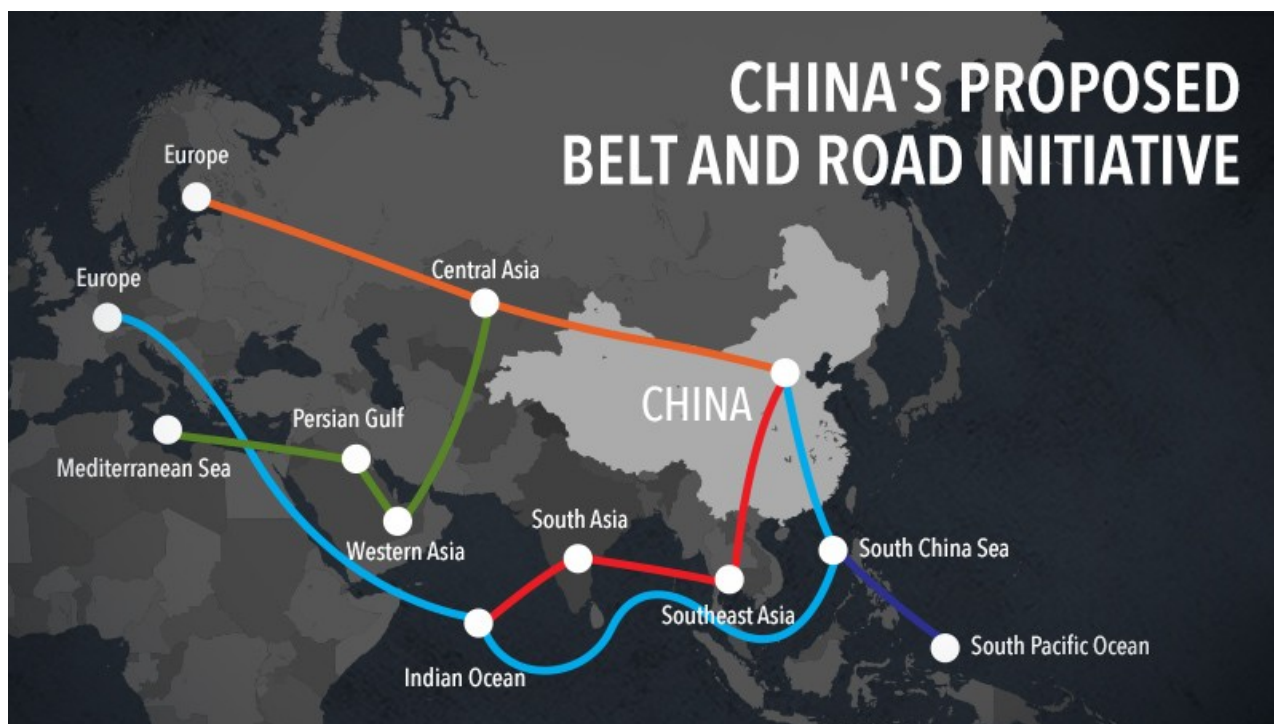 CHINA'S PROPOSED
BELT AND ROAD INITIATIVE
Europe
Central Asia
Europe
CHINA
Persian Gulf
Mediterranean Sea
South Asia
Western Asia
South China Sea
Southeast Asia
South Pacific Ocean
Indian Ocean